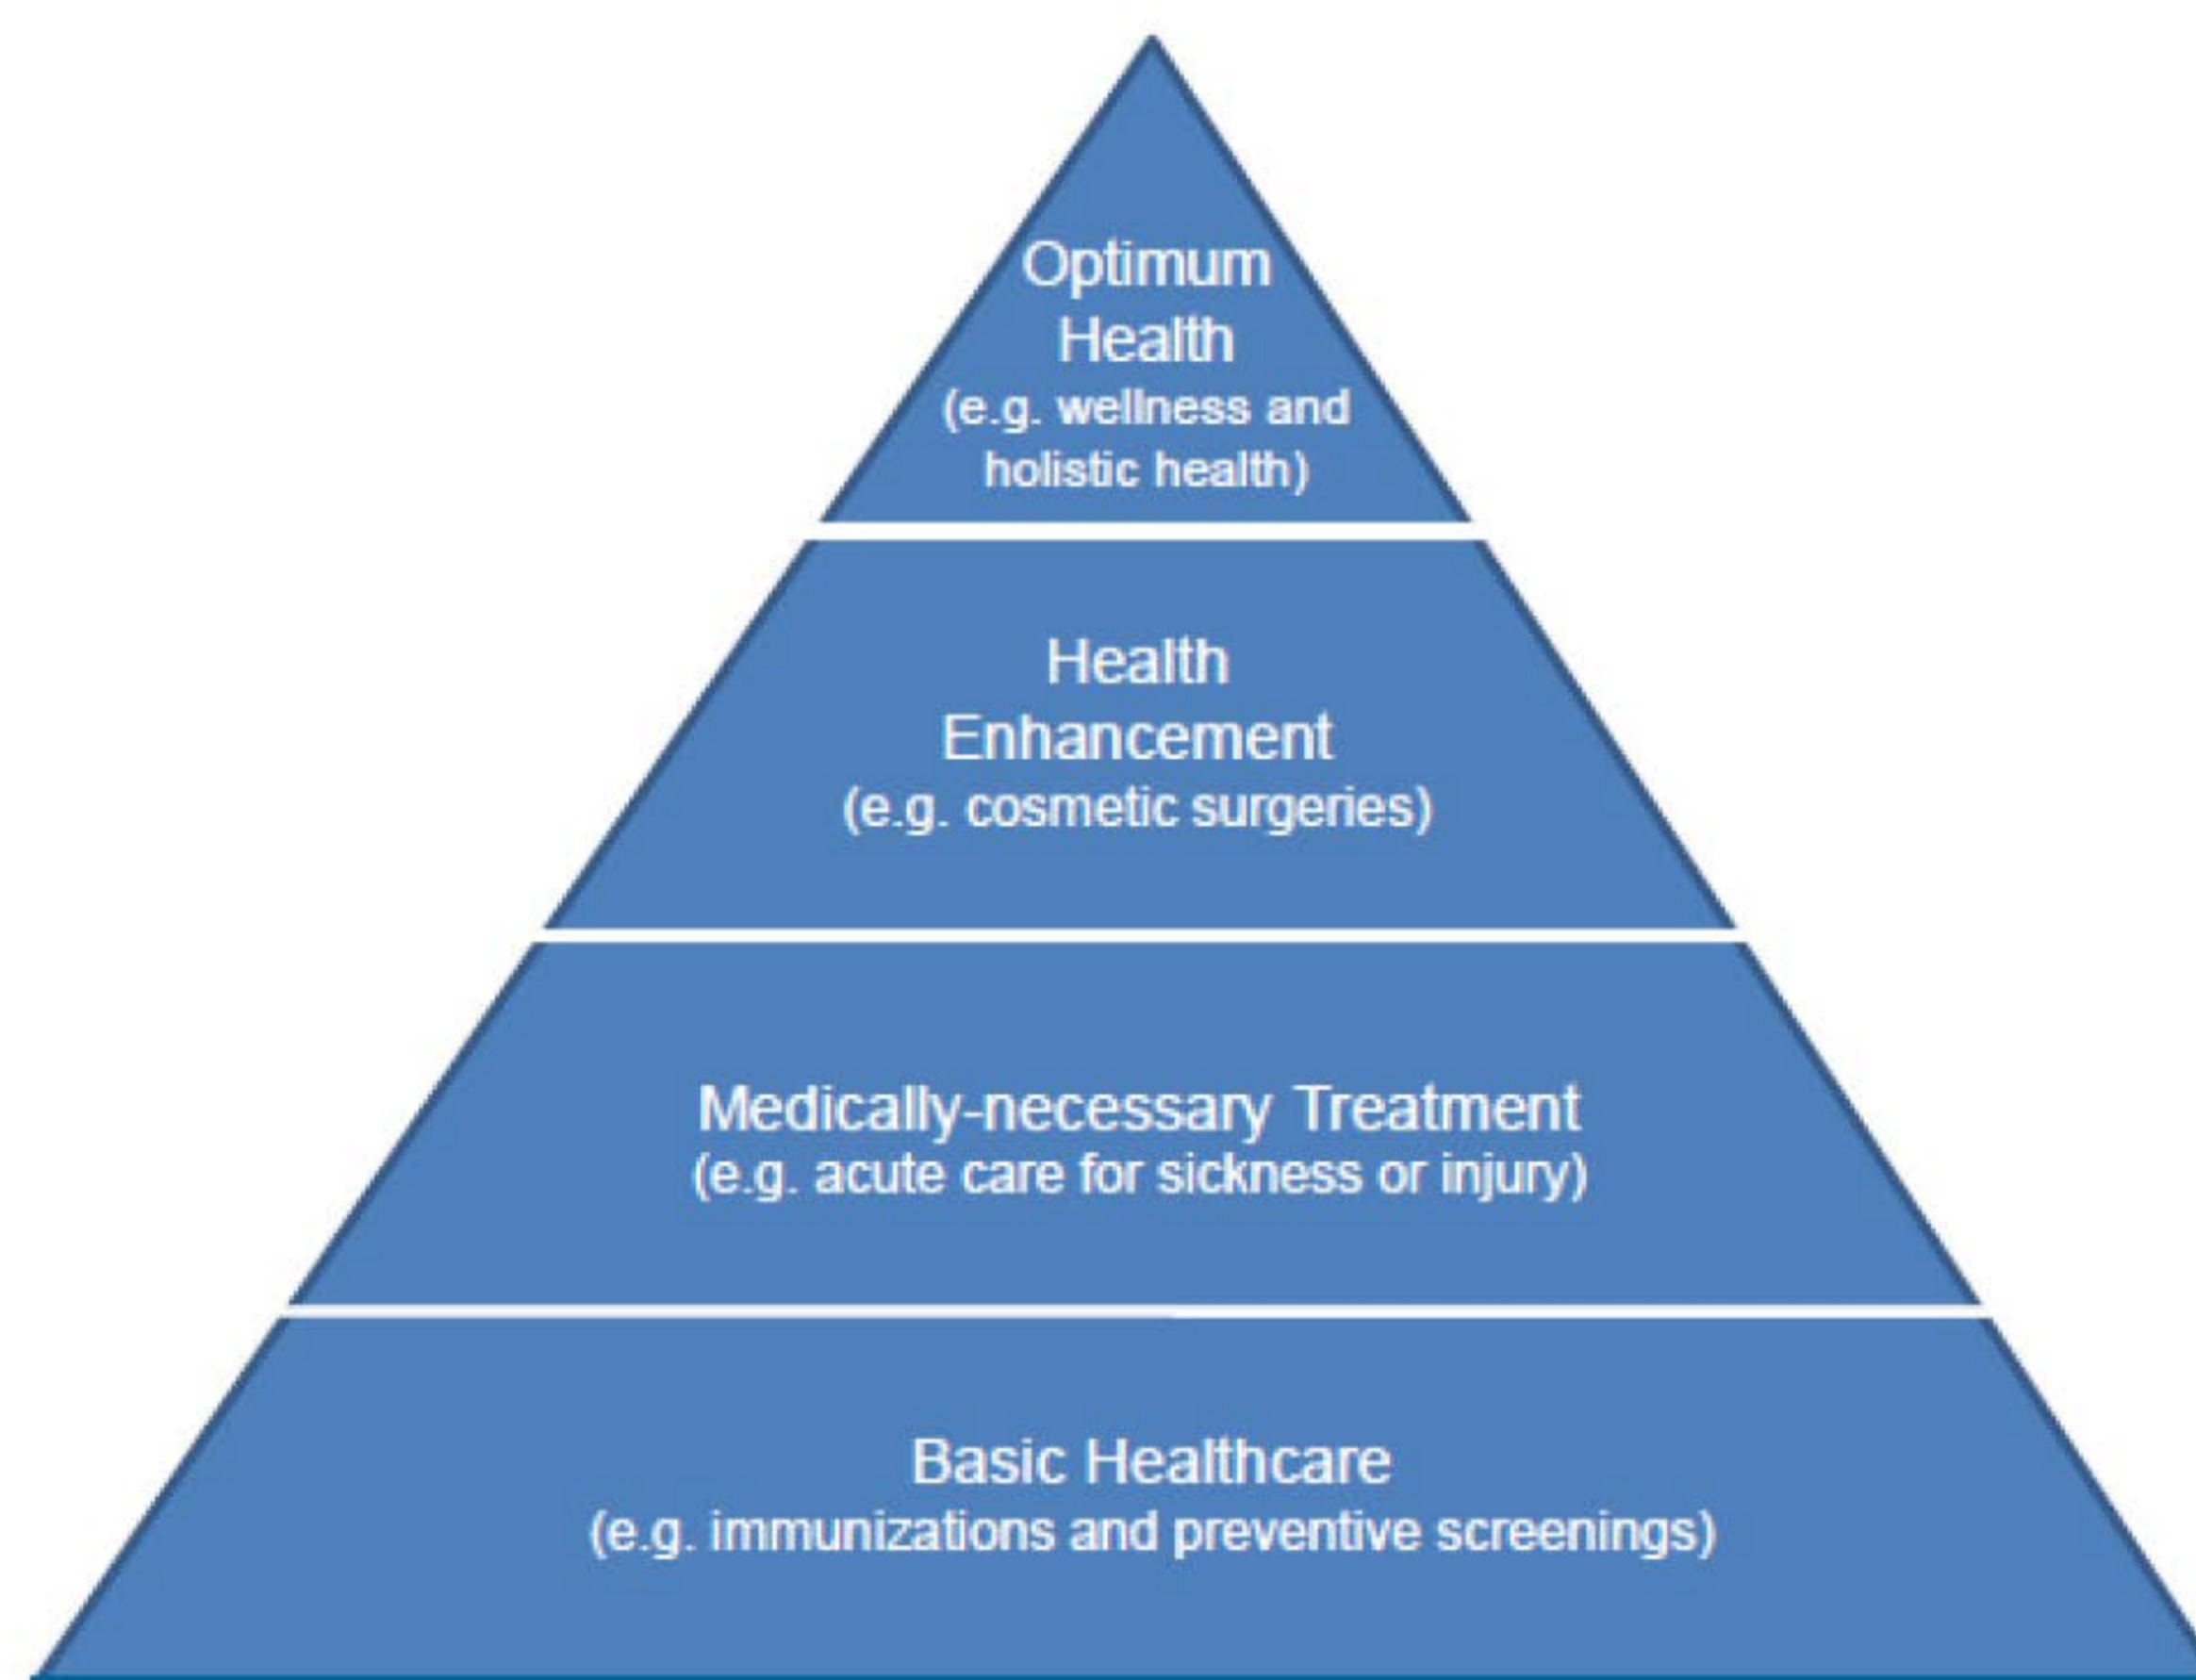 Optimum
Health
(e.g. wellness and
holistic health)
Health
Enhancement
(e.g. cosmetic surgeries)
Medically-necessary Treatment
(e.g. acute care for sickness or injury)
Basic Healthcare
(e.g. immunizations and preventive screenings)